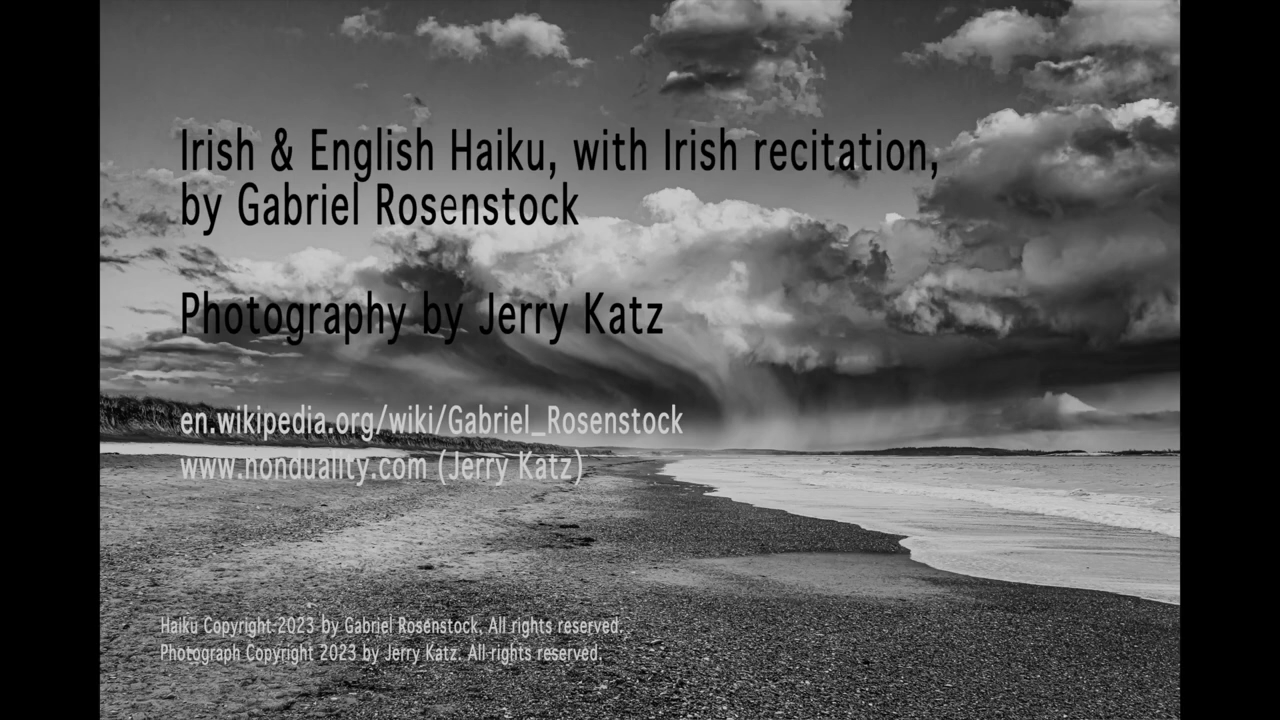 Irish & English Haiku, with Irish recitation,
by Gabriel Rosenstock
Photography by Jerry Katz
en.wikipedia.org/wiki/Gabriel_Rosenstock
www.nonduality.com (Jerry Katz)
Haiku Copyright 2023 by Gabriel Rosenstock. All rights reserved.
Photograph Copyright 2023 by Jerry Katz. All rights reserved.